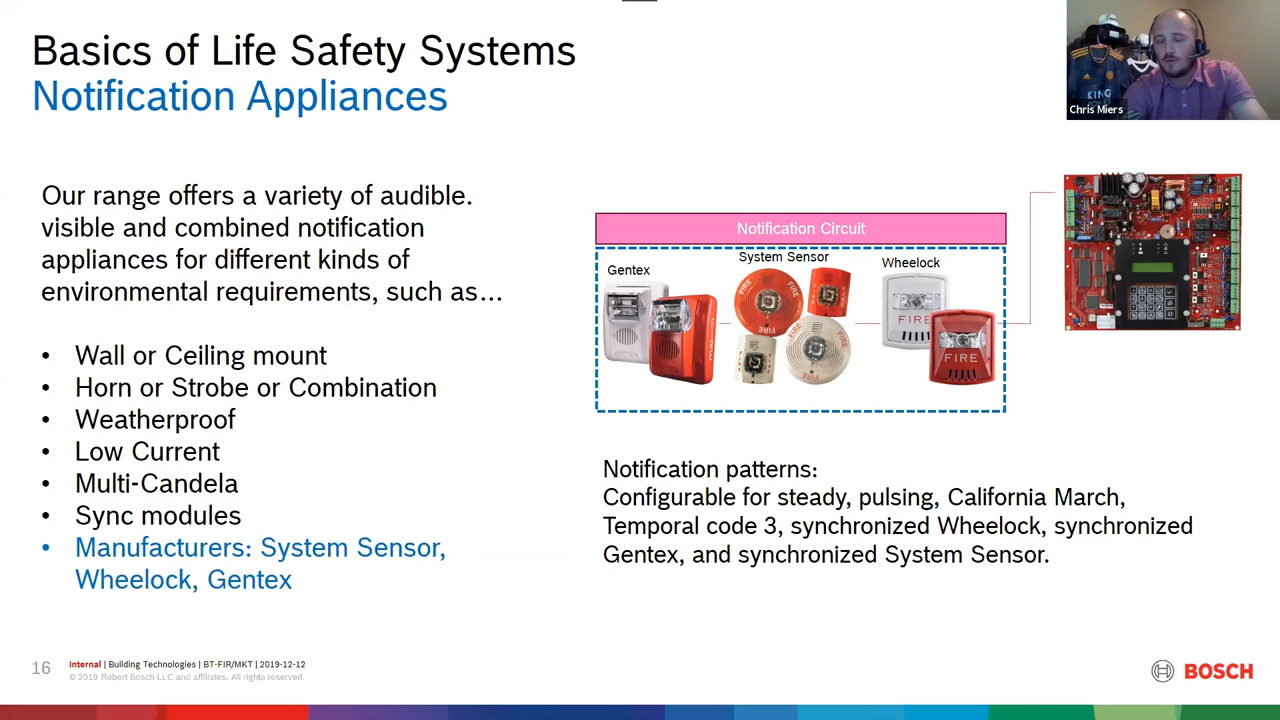 Basics of Life Safety Systems
Notification Appliances
Chris Miers
Our range offers a variety of audible.
visible and combined notification
appliances for different kinds of
environmental requirements, such as…
• Wall or Ceiling mount
• Horn or Strobe or Combination
• Weatherproof
• Low Current
• Multi-Candela
• Sync modules
• Manufacturers: System Sensor,
Wheelock, Gentex
Notification Circuit
Gentex
System Sensor
Wheelock
FIRE
FIRE
FIRE
FIRE
FIRE
FIRE
Notification patterns:
Configurable for steady, pulsing, California March,
Temporal code 3, synchronized Wheelock, synchronized
Gentex, and synchronized System Sensor.
KING
16
Internal | Building Technologies | BT-FIR/MKT | 2019-12-12
© 2019 Robert Bosch LLC and affiliates. All rights reserved.
BOSCH